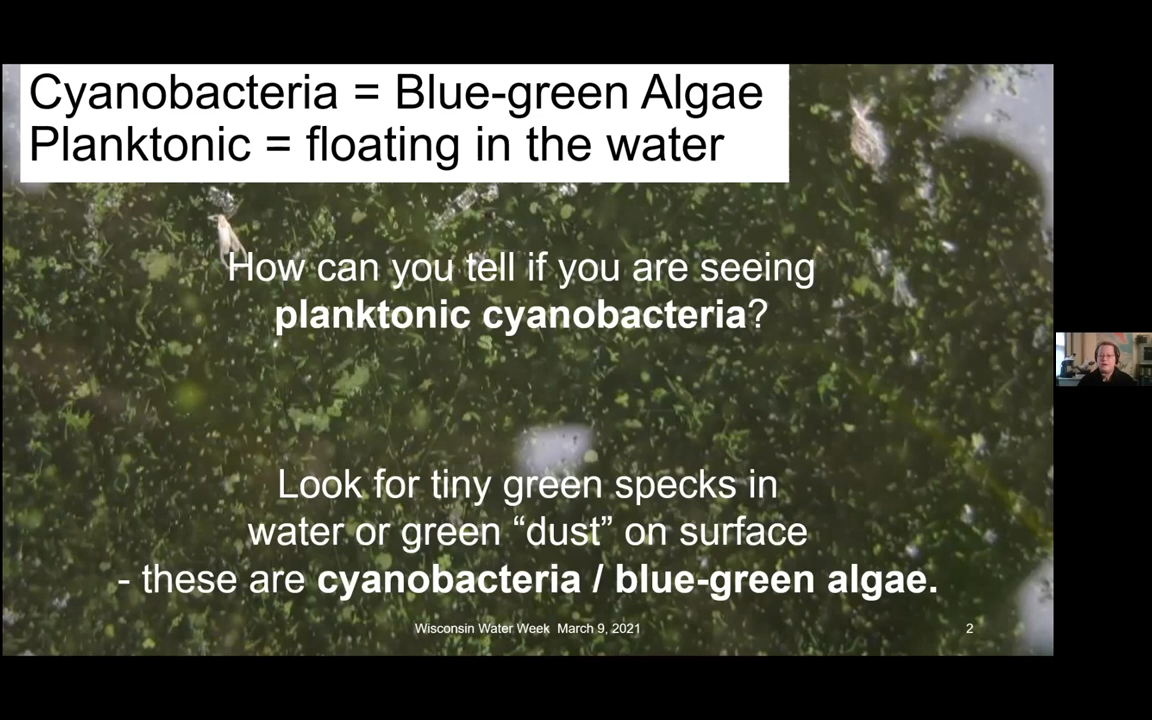 Cyanobacteria = Blue-green Algae
Planktonic = floating in the water
How can you tell if you are seeing
planktonic cyanobacteria?
Look for tiny green specks in
water or green “dust” on surface
- these are cyanobacteria / blue-green algae.
Wisconsin Water Week March 9, 2021
2